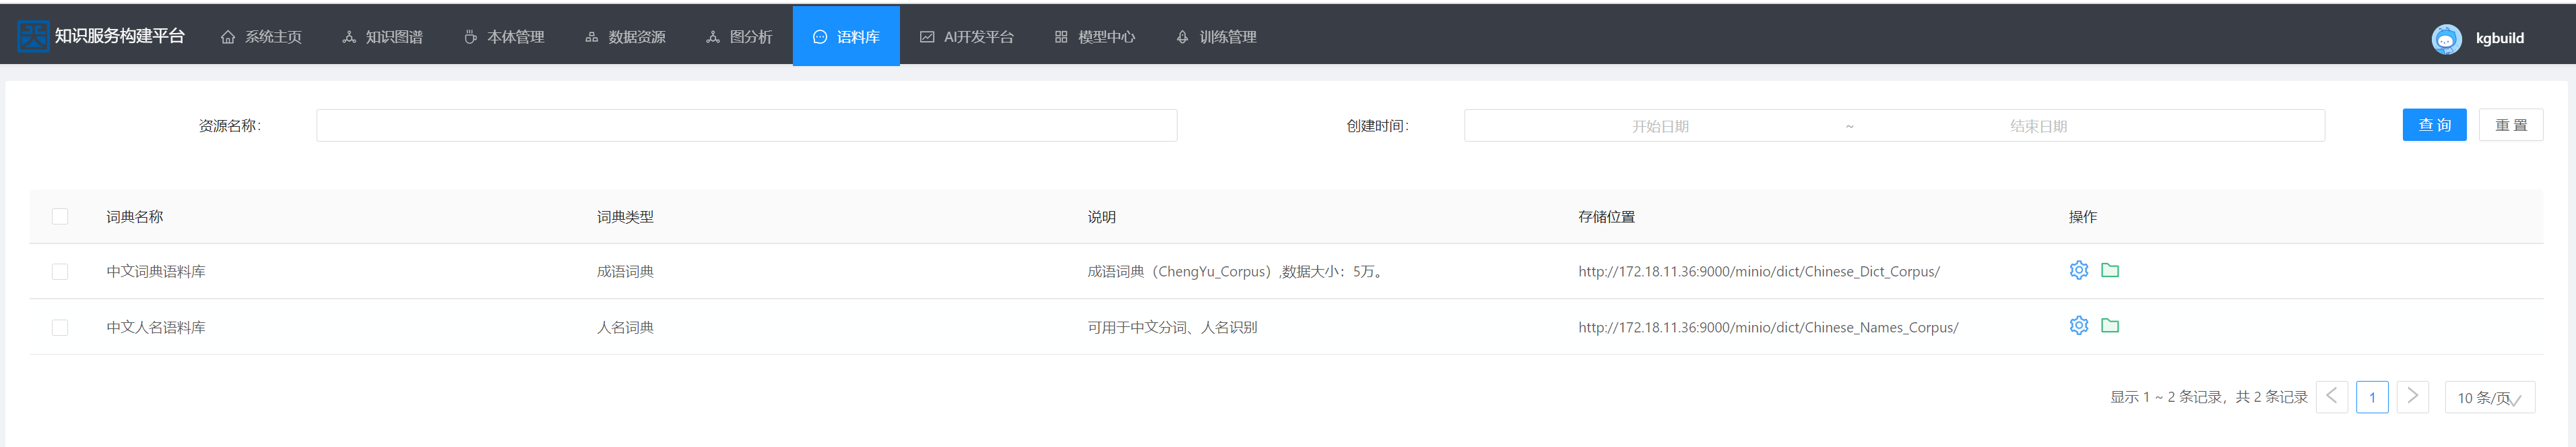 知识服务构建平台 系统主页 知识图谱 本体管理 数据资源 图分析 语料库 AI开发平台 模型中心 训练管理 kgbuild
资源名称： 创建时间： 开始日期 ~ 结束日期 查 询 重 置
词典名称 词典类型 说明 存储位置 操作
中文词典语料库 成语词典 成语词典（ChengYu_Corpus）,数据大小：5万。 http://172.18.11.36:9000/minio/dict/Chinese_Dict_Corpus/
中文人名语料库 人名词典 可用于中文分词、人名识别 http://172.18.11.36:9000/minio/dict/Chinese_Names_Corpus/
显示 1 ~ 2 条记录，共 2 条记录 1 10 条/页